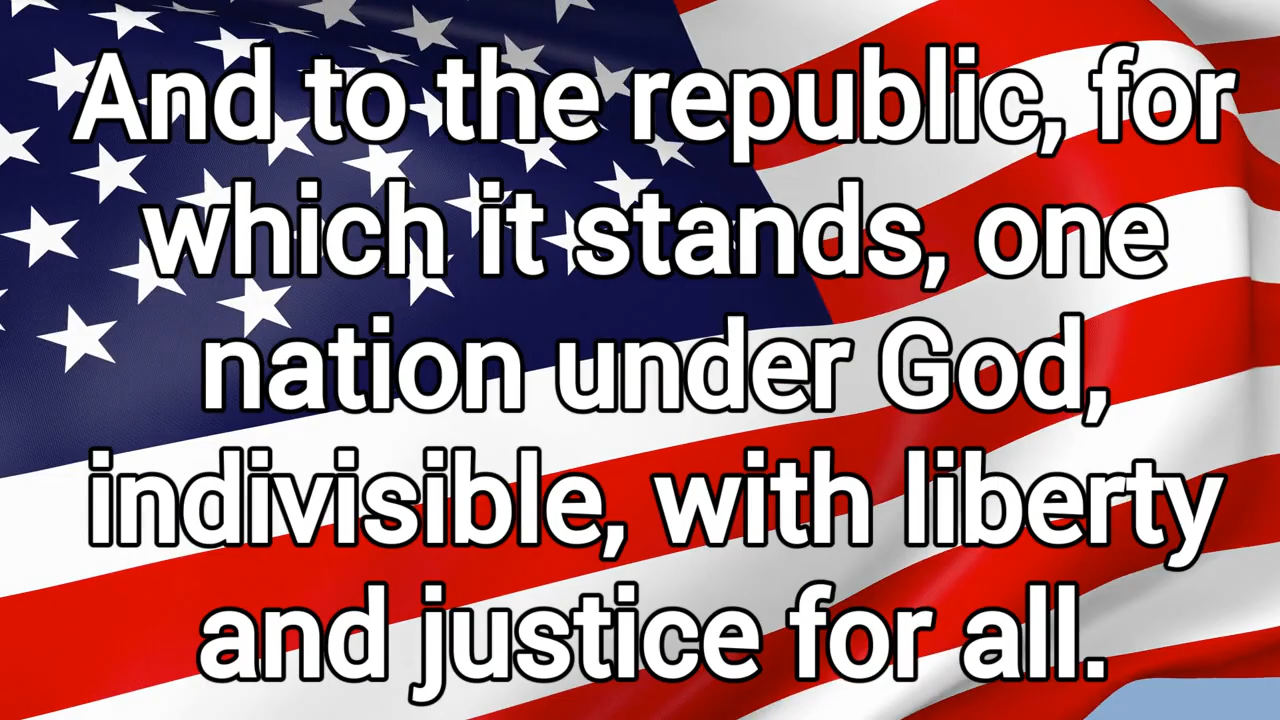 And to the republic, for
which it stands, one
nation under God,
indivisible, with liberty
and justice for all.